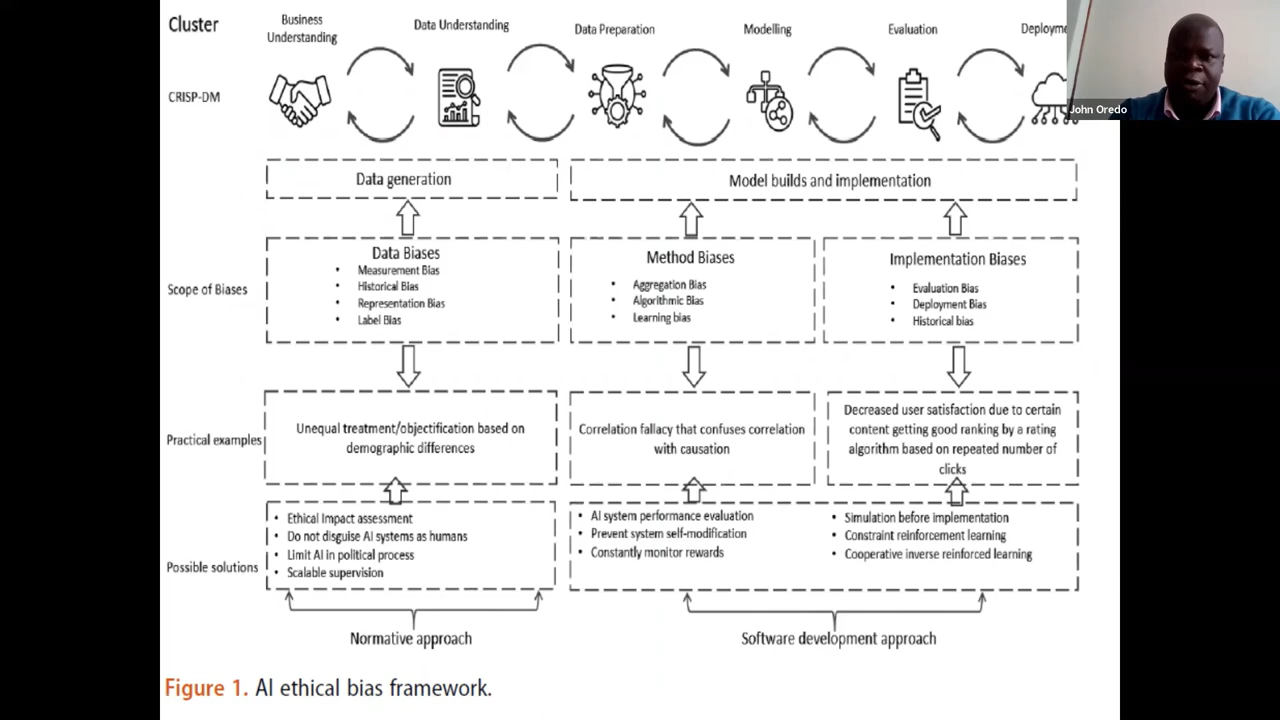 Cluster
Business
Understanding
Data Understanding
Data Preparation
Modelling
Evaluation
Deployme
John Oredo
CRISP-DM
Data generation
Model builds and implementation
Scope of Biases
Data Biases
• Measurement Bias
• Historical Bias
• Representation Bias
• Label Bias
Method Biases
• Aggregation Bias
• Algorithmic Bias
• Learning bias
Implementation Biases
• Evaluation Bias
• Deployment Bias
• Historical bias
Practical examples
Unequal treatment/objectification based on
demographic differences
Correlation fallacy that confuses correlation
with causation
Decreased user satisfaction due to certain
content getting good ranking by a rating
algorithm based on repeated number of
clicks
Possible solutions
• Ethical Impact assessment
• Do not disguise AI systems as humans
• Limit AI in political process
• Scalable supervision
• AI system performance evaluation
• Prevent system self-modification
• Constantly monitor rewards
• Simulation before implementation
• Constraint reinforcement learning
• Cooperative inverse reinforced learning
Normative approach
Software development approach
Figure 1. AI ethical bias framework.